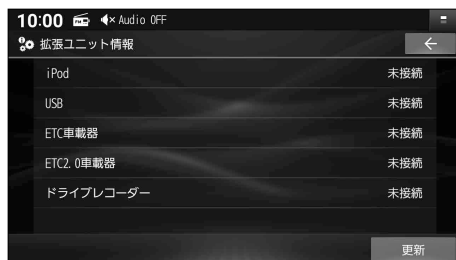 10:00 Audio OFF
拡張ユニット情報
iPod 未接続
USB 未接続
ETC車載器 未接続
ETC2.0車載器 未接続
ドライブレコーダー 未接続
更新